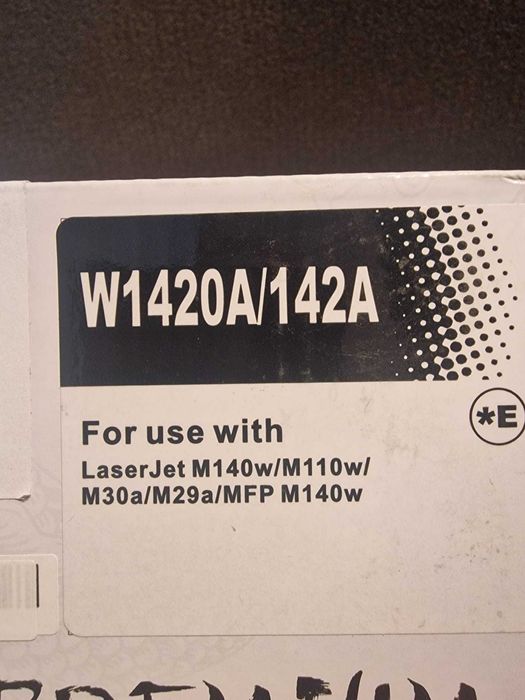 W1420A/142A
*E
For use with
LaserJet M140w/M110w/
M30a/M29a/MFP M140w